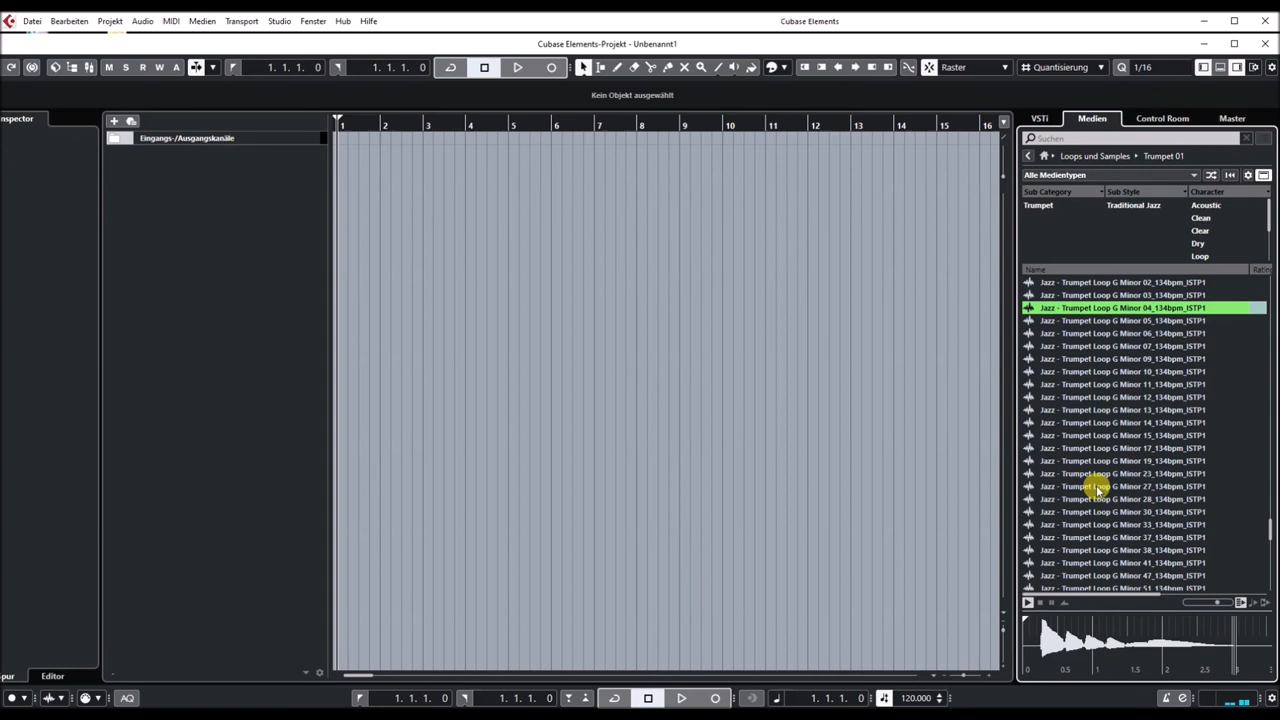 Datei Bearbeiten Projekt Audio MIDI Medien Transport Studio Fenster Hub Hilfe Cubase Elements
Cubase Elements-Projekt - Unbenannt1
M S R W A 1. 1. 1. 0 1. 1. 1. 0 Raster Quantisierung Q 1/16
Kein Objekt ausgewählt
nspector 1 2 3 4 5 6 7 8 9 10 11 12 13 14 15 16 VSTi Medien Control Room Master
Eingangs-/Ausgangskanäle Suchen
Loops und Samples Trumpet 01
Alle Medientypen
Sub Category Sub Style Character
Trumpet Traditional Jazz Acoustic
Clean
Clear
Dry
Loop
Name Rating
Jazz - Trumpet Loop G Minor 02_134bpm_ISTP1
Jazz - Trumpet Loop G Minor 03_134bpm_ISTP1
Jazz - Trumpet Loop G Minor 04_134bpm_ISTP1
Jazz - Trumpet Loop G Minor 05_134bpm_ISTP1
Jazz - Trumpet Loop G Minor 06_134bpm_ISTP1
Jazz - Trumpet Loop G Minor 07_134bpm_ISTP1
Jazz - Trumpet Loop G Minor 09_134bpm_ISTP1
Jazz - Trumpet Loop G Minor 10_134bpm_ISTP1
Jazz - Trumpet Loop G Minor 11_134bpm_ISTP1
Jazz - Trumpet Loop G Minor 12_134bpm_ISTP1
Jazz - Trumpet Loop G Minor 13_134bpm_ISTP1
Jazz - Trumpet Loop G Minor 14_134bpm_ISTP1
Jazz - Trumpet Loop G Minor 15_134bpm_ISTP1
Jazz - Trumpet Loop G Minor 17_134bpm_ISTP1
Jazz - Trumpet Loop G Minor 19_134bpm_ISTP1
Jazz - Trumpet Loop G Minor 23_134bpm_ISTP1
Jazz - Trumpet Loop G Minor 27_134bpm_ISTP1
Jazz - Trumpet Loop G Minor 28_134bpm_ISTP1
Jazz - Trumpet Loop G Minor 30_134bpm_ISTP1
Jazz - Trumpet Loop G Minor 33_134bpm_ISTP1
Jazz - Trumpet Loop G Minor 37_134bpm_ISTP1
Jazz - Trumpet Loop G Minor 38_134bpm_ISTP1
Jazz - Trumpet Loop G Minor 41_134bpm_ISTP1
Jazz - Trumpet Loop G Minor 47_134bpm_ISTP1
Jazz - Trumpet Loop G Minor 51_134bpm_ISTP1
0.5 1 1.5 2 2.5 3
pur Editor
AQ 1. 1. 1. 0 1. 1. 1. 0 1. 1. 1. 0 120.000